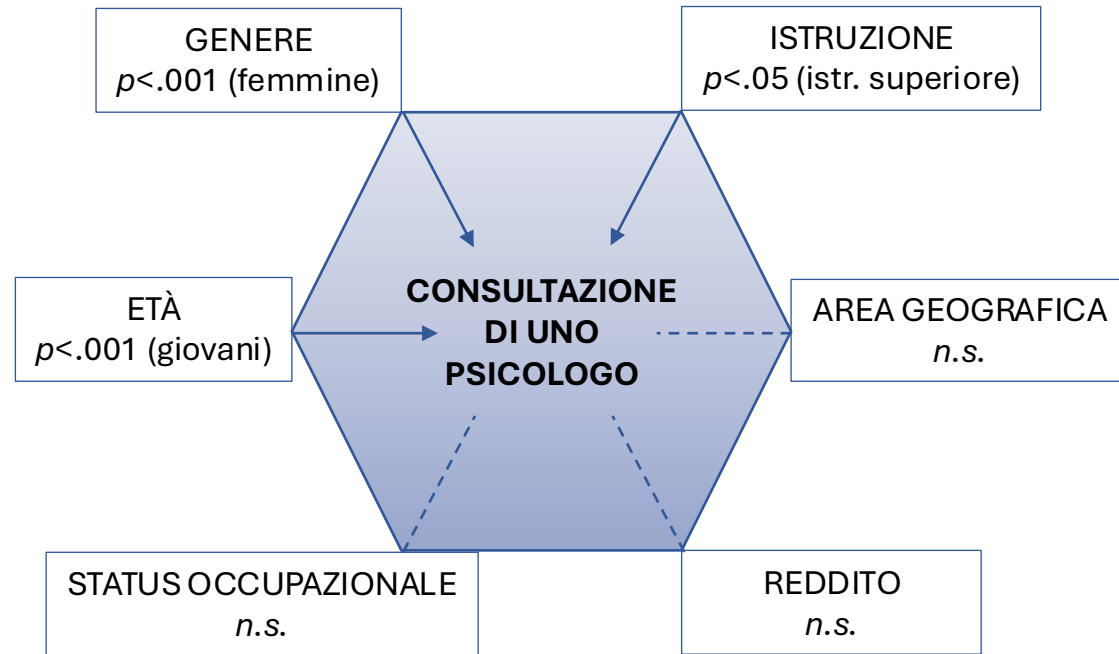 GENERE
p<.001 (femmine)
ISTRUZIONE
p<.05 (istr. superiore)
ETÀ
p<.001 (giovani)
CONSULTAZIONE
DI UNO
PSICOLOGO
AREA GEOGRAFICA
n.s.
STATUS OCCUPAZIONALE
n.s.
REDDITO
n.s.